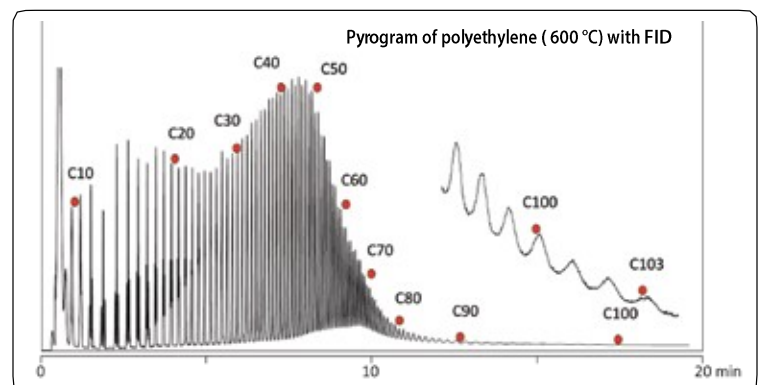 Pyrogram of polyethylene ( 600 °C) with FID
C40
C50
C20
C30
C10
C60
C100
C70
C103
C80
C90
C100
0
10
20 min